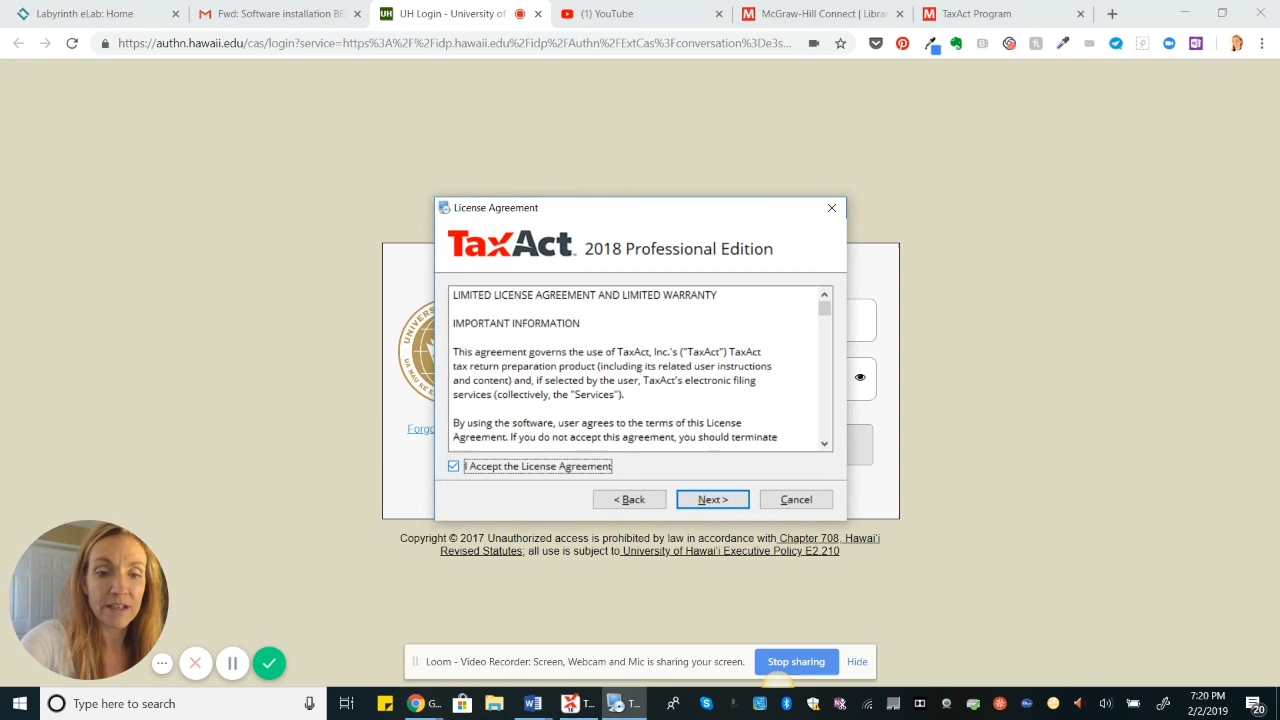 Labyrinth eLab: Home
Fwd: Software installation BE
UH Login - University of
(1) YouTube
McGraw-Hill Connect | Libra
TaxAct Program
https://authn.hawaii.edu/cas/login?service=https%3A%2F%2Fidp.hawaii.edu%2Fidp%2FAuthn%2FExtCas%3Fconversation%3De3s...
License Agreement
TaxAct 2018 Professional Edition
LIMITED LICENSE AGREEMENT AND LIMITED WARRANTY
IMPORTANT INFORMATION
This agreement governs the use of TaxAct, Inc.'s ("TaxAct") TaxAct
tax return preparation product (including its related user instructions
and content) and, if selected by the user, TaxAct's electronic filing
services (collectively, the "Services").
By using the software, user agrees to the terms of this License
Agreement. If you do not accept this agreement, you should terminate
Forgo
I Accept the License Agreement
< Back
Next >
Cancel
Copyright © 2017 Unauthorized access is prohibited by law in accordance with Chapter 708, Hawai'i
Revised Statutes; all use is subject to University of Hawai'i Executive Policy E2.210
Loom - Video Recorder: Screen, Webcam and Mic is sharing your screen.
Stop sharing
Hide
Type here to search
G...
T...
T...
7:20 PM
2/2/2019
20